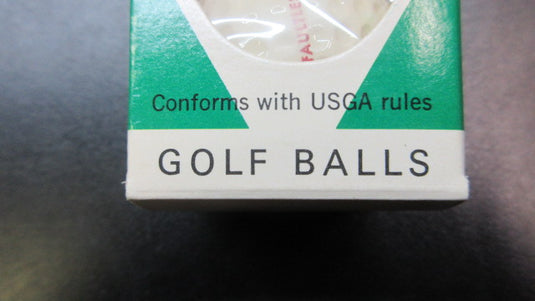 Conforms with USGA rules
GOLF BALLS